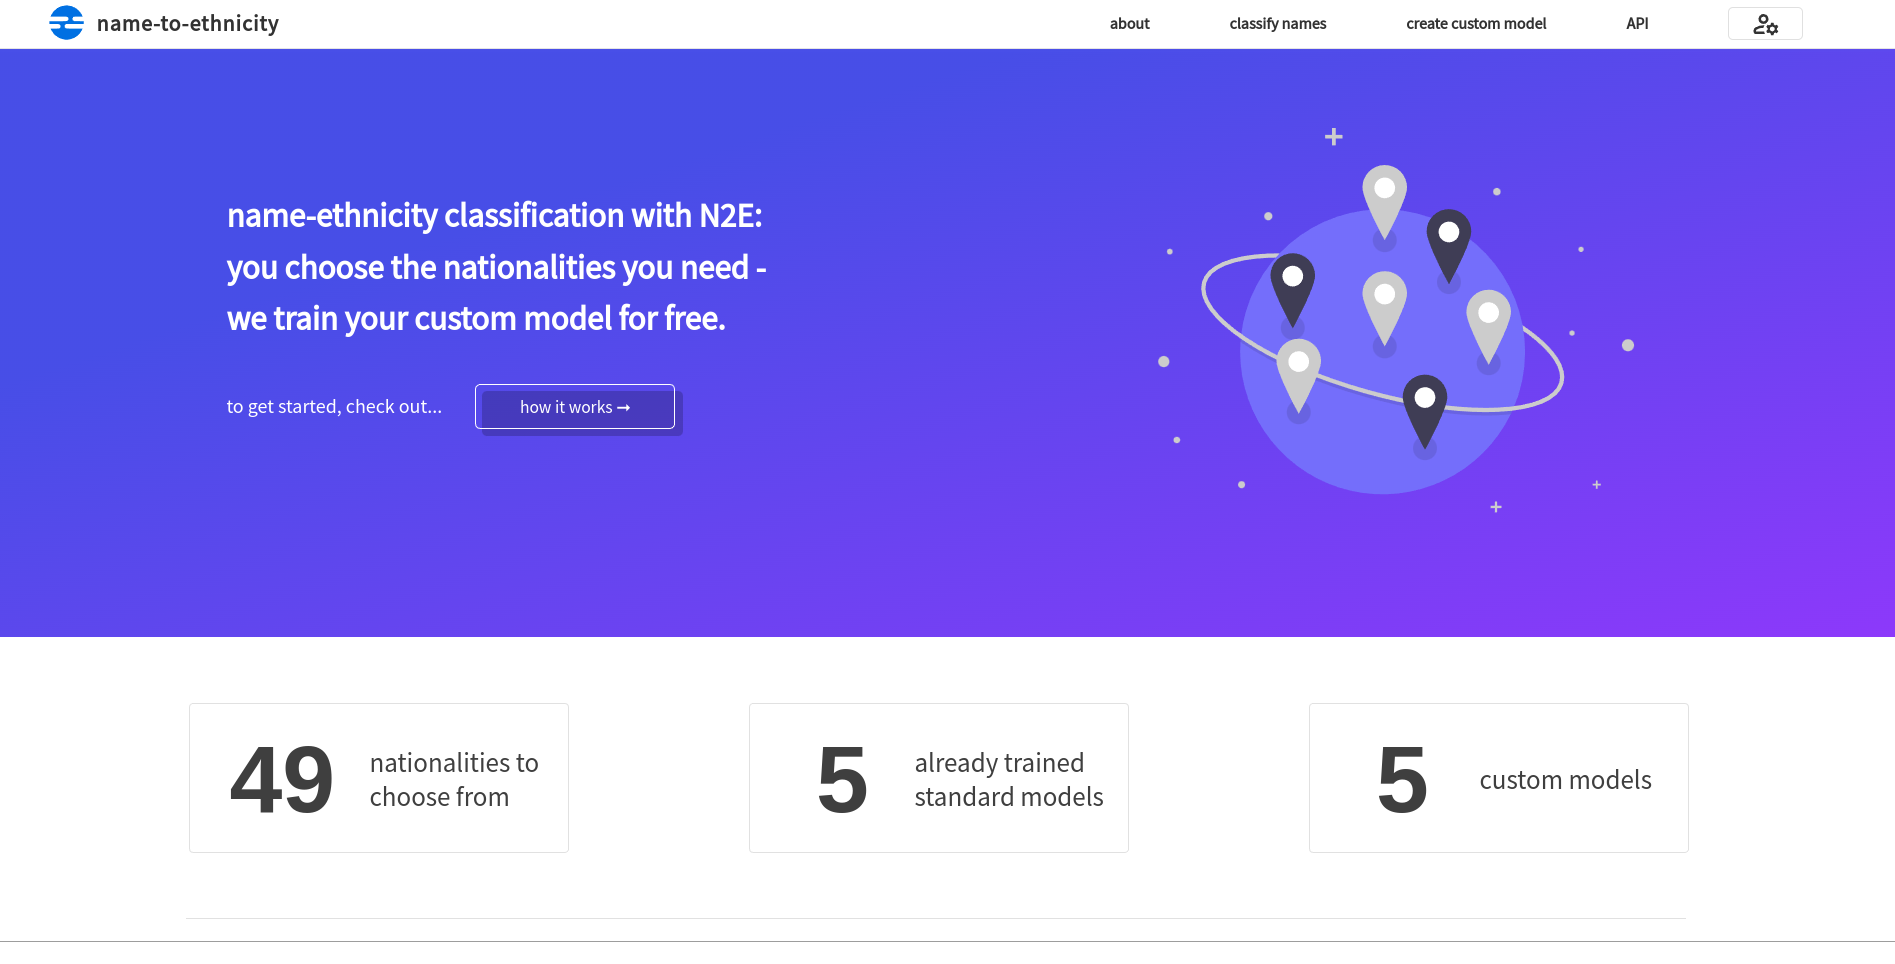 name-to-ethnicity
about
classify names
create custom model
API
name-ethnicity classification with N2E:
you choose the nationalities you need -
we train your custom model for free.
to get started, check out...
how it works →
49
nationalities to
choose from
5
already trained
standard models
5
custom models